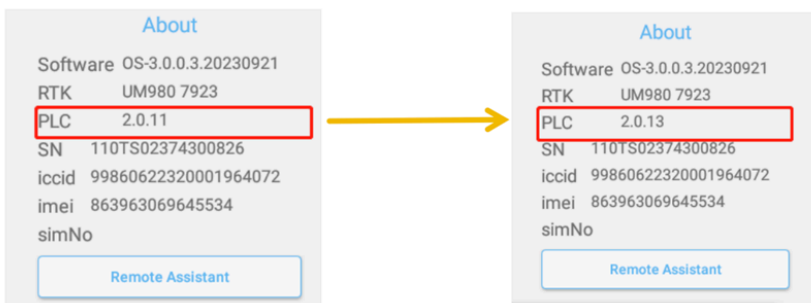 About
Software OS-3.0.0.3.20230921
RTK UM980 7923
PLC 2.0.11
SN 110TS02374300826
iccid 99860622320001964072
imei 863963069645534
simNo
Remote Assistant
About
Software OS-3.0.0.3.20230921
RTK UM980 7923
PLC 2.0.13
SN 110TS02374300826
iccid 99860622320001964072
imei 863963069645534
simNo
Remote Assistant